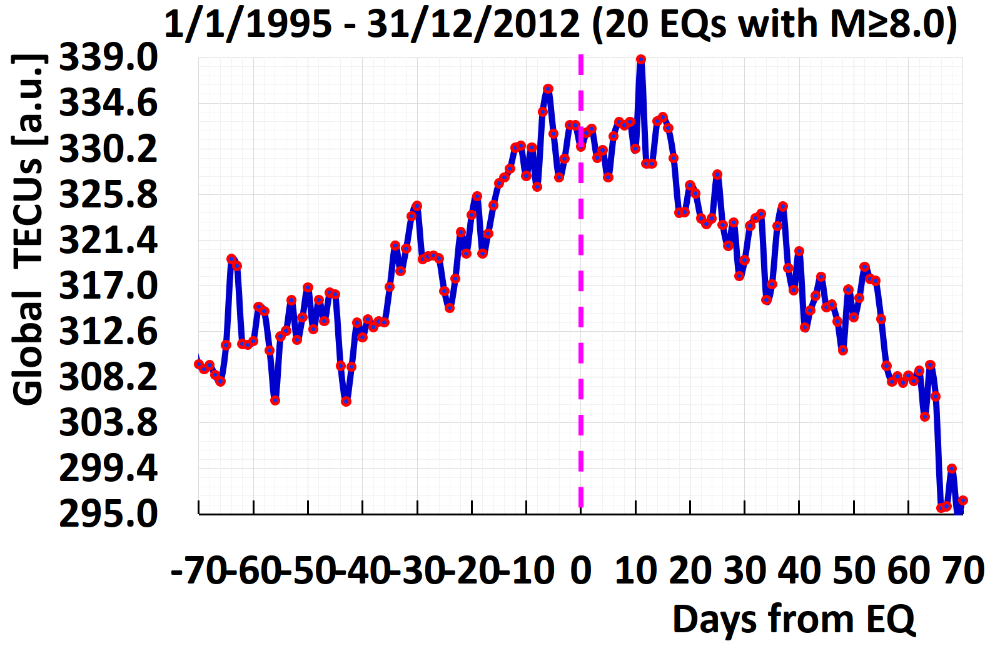 1/1/1995 - 31/12/2012 (20 EQs with M≥8.0)
Global TECUs [a.u.]
339.0
334.6
330.2
325.8
321.4
317.0
312.6
308.2
303.8
299.4
295.0
-70 -60 -50 -40 -30 -20 -10 0 10 20 30 40 50 60 70
Days from EQ